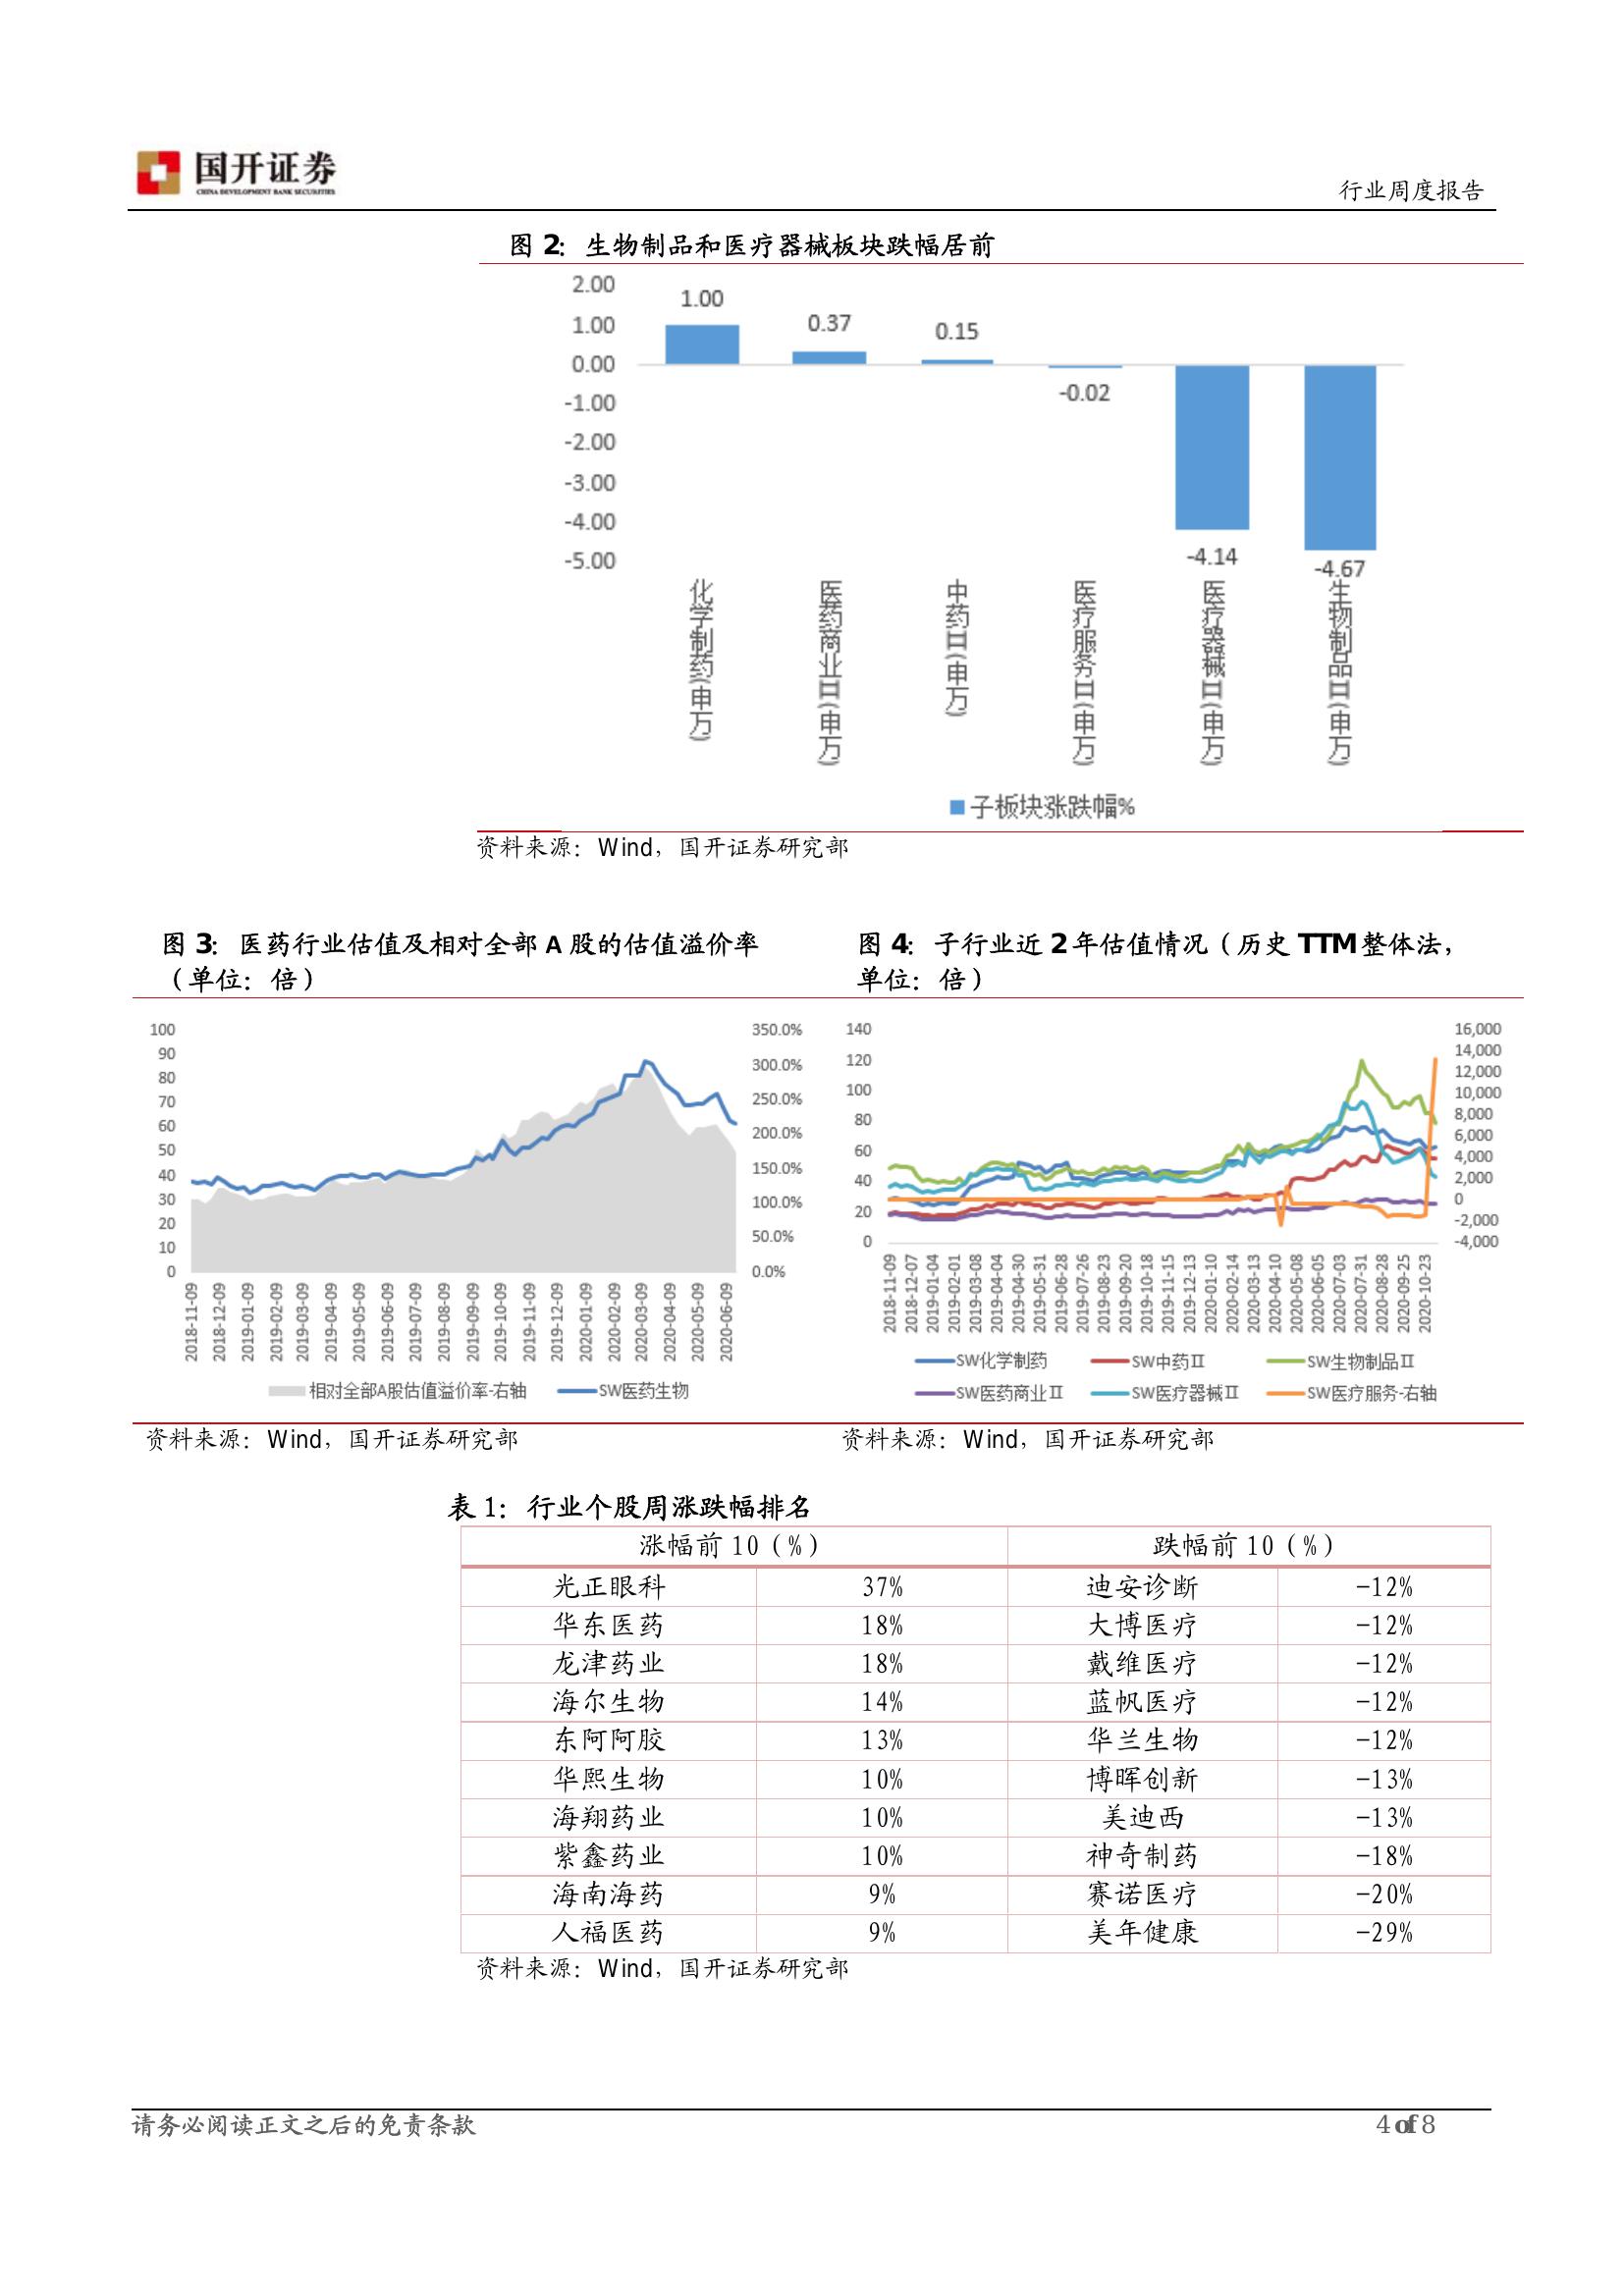 国开证券
CHINA DEVELOPMENT BANK SECURITIES
行业周度报告
图 2：生物制品和医疗器械板块跌幅居前
2.00
1.00
0.00
-1.00
-2.00
-3.00
-4.00
-5.00
1.00
0.37
0.15
-0.02
-4.14
-4.67
化学制药(申万)
医药商业II(申万)
中药II(申万)
医疗服务II(申万)
医疗器械II(申万)
生物制品II(申万)
子板块涨跌幅%
资料来源：Wind，国开证券研究部
图 3：医药行业估值及相对全部 A 股的估值溢价率
（单位：倍）
100
90
80
70
60
50
40
30
20
10
0
350.0%
300.0%
250.0%
200.0%
150.0%
100.0%
50.0%
0.0%
2018-11-09
2018-12-09
2019-01-09
2019-02-09
2019-03-09
2019-04-09
2019-05-09
2019-06-09
2019-07-09
2019-08-09
2019-09-09
2019-10-09
2019-11-09
2019-12-09
2020-01-09
2020-02-09
2020-03-09
2020-04-09
2020-05-09
2020-06-09
相对全部A股估值溢价率-右轴 SW医药生物
资料来源：Wind，国开证券研究部
图 4：子行业近 2 年估值情况（历史 TTM 整体法，
单位：倍）
140
120
100
80
60
40
20
0
16,000
14,000
12,000
10,000
8,000
6,000
4,000
2,000
0
-2,000
-4,000
2018-11-09
2018-12-07
2019-01-04
2019-02-01
2019-03-08
2019-04-04
2019-04-30
2019-05-31
2019-06-28
2019-07-26
2019-08-23
2019-09-20
2019-10-18
2019-11-15
2019-12-13
2020-01-10
2020-02-14
2020-03-13
2020-04-10
2020-05-08
2020-06-05
2020-07-03
2020-07-31
2020-08-28
2020-09-25
2020-10-23
SW化学制药 SW中药II SW生物制品II
SW医药商业II SW医疗器械II SW医疗服务-右轴
资料来源：Wind，国开证券研究部
表 1：行业个股周涨跌幅排名
涨幅前 10（%） 跌幅前 10（%）
光正眼科 37% 迪安诊断 -12%
华东医药 18% 大博医疗 -12%
龙津药业 18% 戴维医疗 -12%
海尔生物 14% 蓝帆医疗 -12%
东阿阿胶 13% 华兰生物 -12%
华熙生物 10% 博晖创新 -13%
海翔药业 10% 美迪西 -13%
紫鑫药业 10% 神奇制药 -18%
海南海药 9% 赛诺医疗 -20%
人福医药 9% 美年健康 -29%
资料来源：Wind，国开证券研究部
请务必阅读正文之后的免责条款
4 of 8